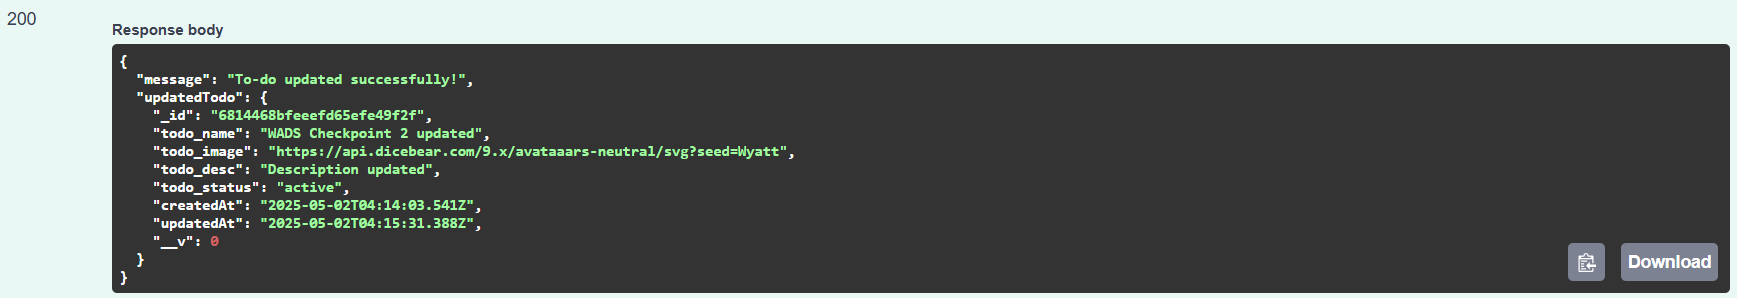 200
Response body
{
  "message": "To-do updated successfully!",
  "updatedTodo": {
    "_id": "6814468bfeeefd65efe49f2f",
    "todo_name": "WADS Checkpoint 2 updated",
    "todo_image": "https://api.dicebear.com/9.x/avataaars-neutral/svg?seed=Wyatt",
    "todo_desc": "Description updated",
    "todo_status": "active",
    "createdAt": "2025-05-02T04:14:03.541Z",
    "updatedAt": "2025-05-02T04:15:31.388Z",
    "__v": 0
  }
}
Download